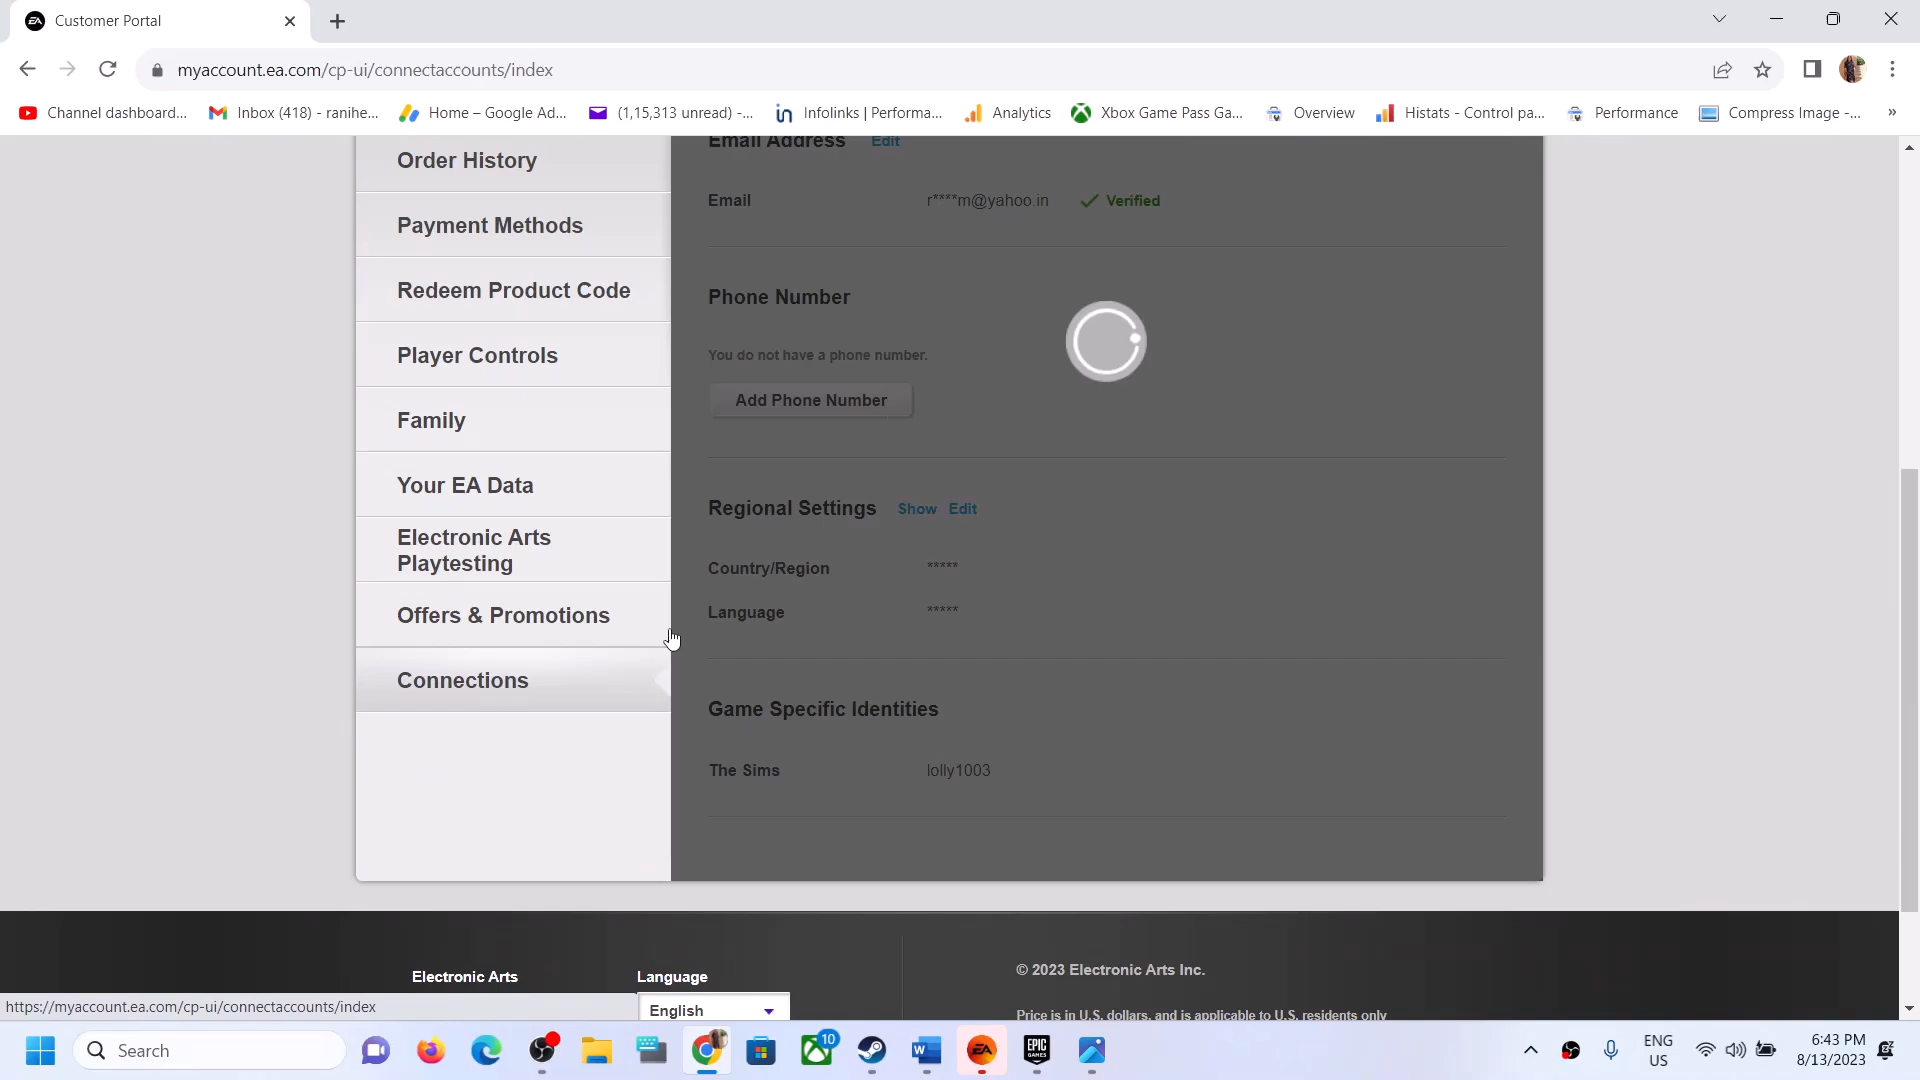 Customer Portal
myaccount.ea.com/cp-ui/connectaccounts/index
Channel dashboard...
Inbox (418) - ranihe...
Home – Google Ad...
(1,15,313 unread) -...
Infolinks | Performa...
Analytics
Xbox Game Pass Ga...
Overview
Histats - Control pa...
Performance
Compress Image -...
»
Order History
Payment Methods
Redeem Product Code
Player Controls
Family
Your EA Data
Electronic Arts
Playtesting
Offers & Promotions
Connections
Email Address Edit
Email r****m@yahoo.in Verified
Phone Number
You do not have a phone number.
Add Phone Number
Regional Settings Show Edit
Country/Region *****
Language *****
Game Specific Identities
The Sims lolly1003
Electronic Arts
Language
English
© 2023 Electronic Arts Inc.
Price is in U.S. dollars, and is applicable to U.S. residents only
https://myaccount.ea.com/cp-ui/connectaccounts/index
Search
10
EPIC
GAMES
ENG
US
6:43 PM
8/13/2023